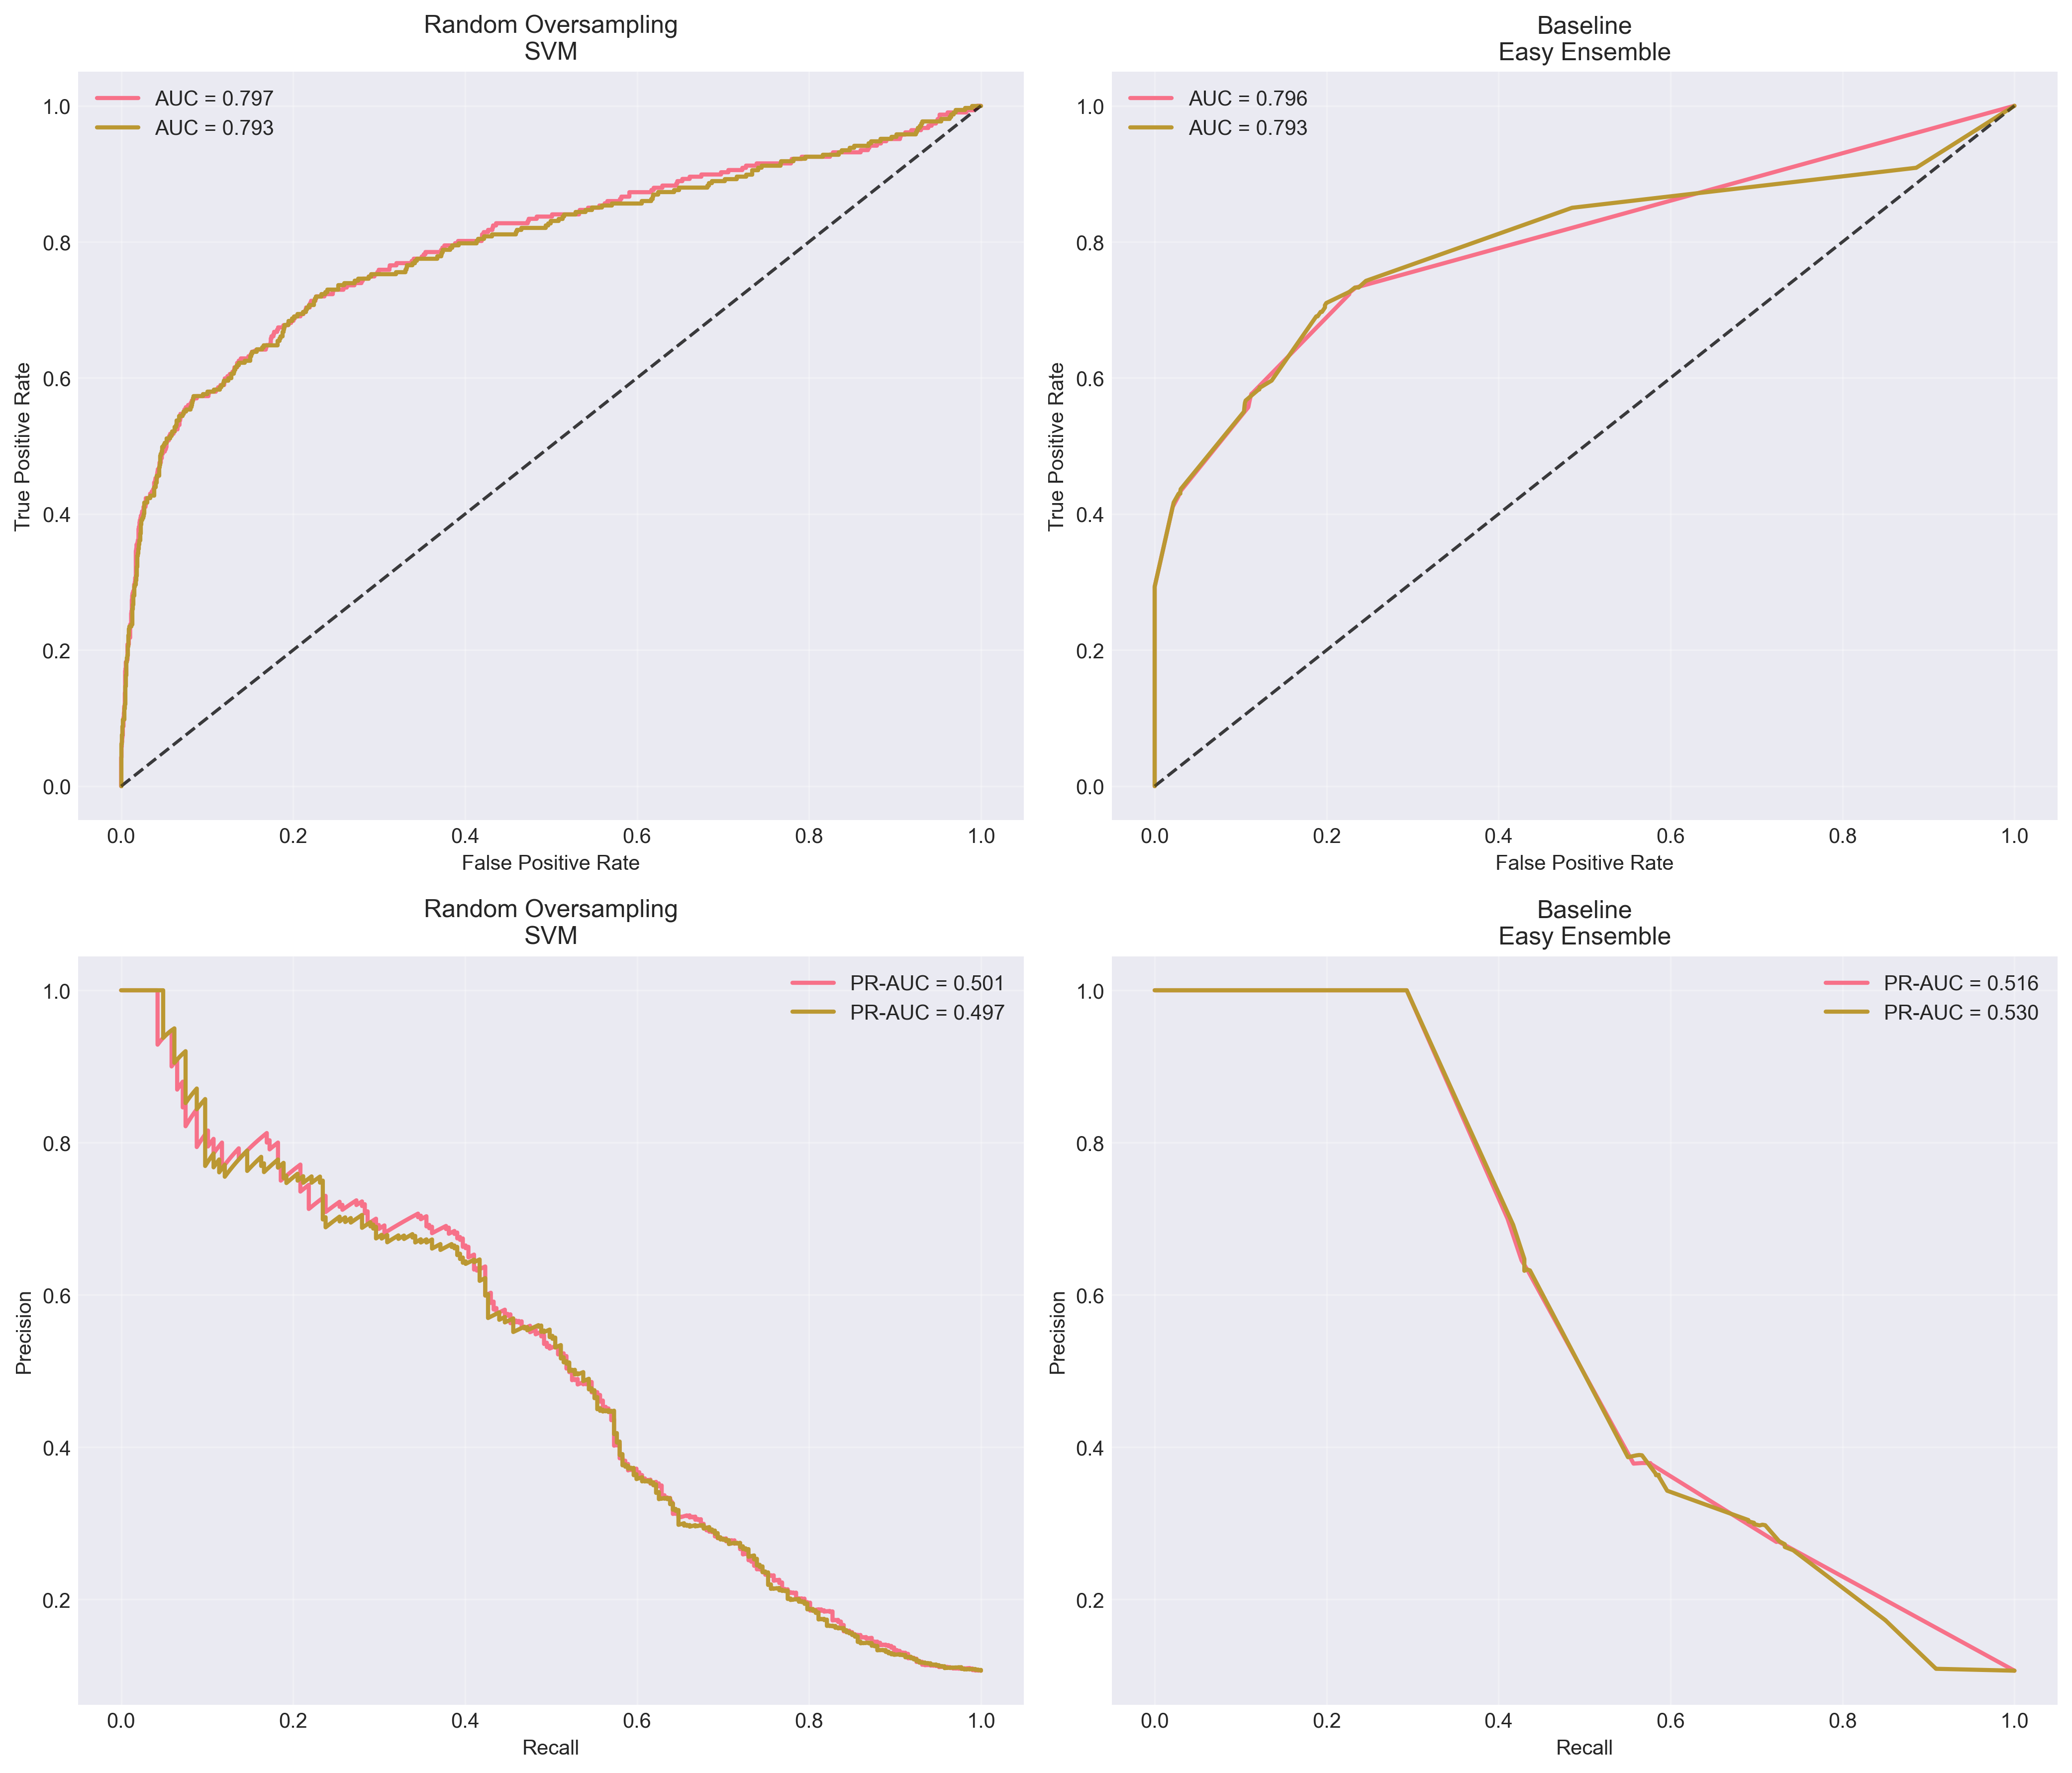 Random Oversampling
SVM
AUC = 0.797
AUC = 0.793
1.0
0.8
0.6
0.4
0.2
0.0
True Positive Rate
0.0 0.2 0.4 0.6 0.8 1.0
False Positive Rate
Baseline
Easy Ensemble
AUC = 0.796
AUC = 0.793
1.0
0.8
0.6
0.4
0.2
0.0
True Positive Rate
0.0 0.2 0.4 0.6 0.8 1.0
False Positive Rate
Random Oversampling
SVM
PR-AUC = 0.501
PR-AUC = 0.497
1.0
0.8
0.6
0.4
0.2
Precision
0.0 0.2 0.4 0.6 0.8 1.0
Recall
Baseline
Easy Ensemble
PR-AUC = 0.516
PR-AUC = 0.530
1.0
0.8
0.6
0.4
0.2
Precision
0.0 0.2 0.4 0.6 0.8 1.0
Recall